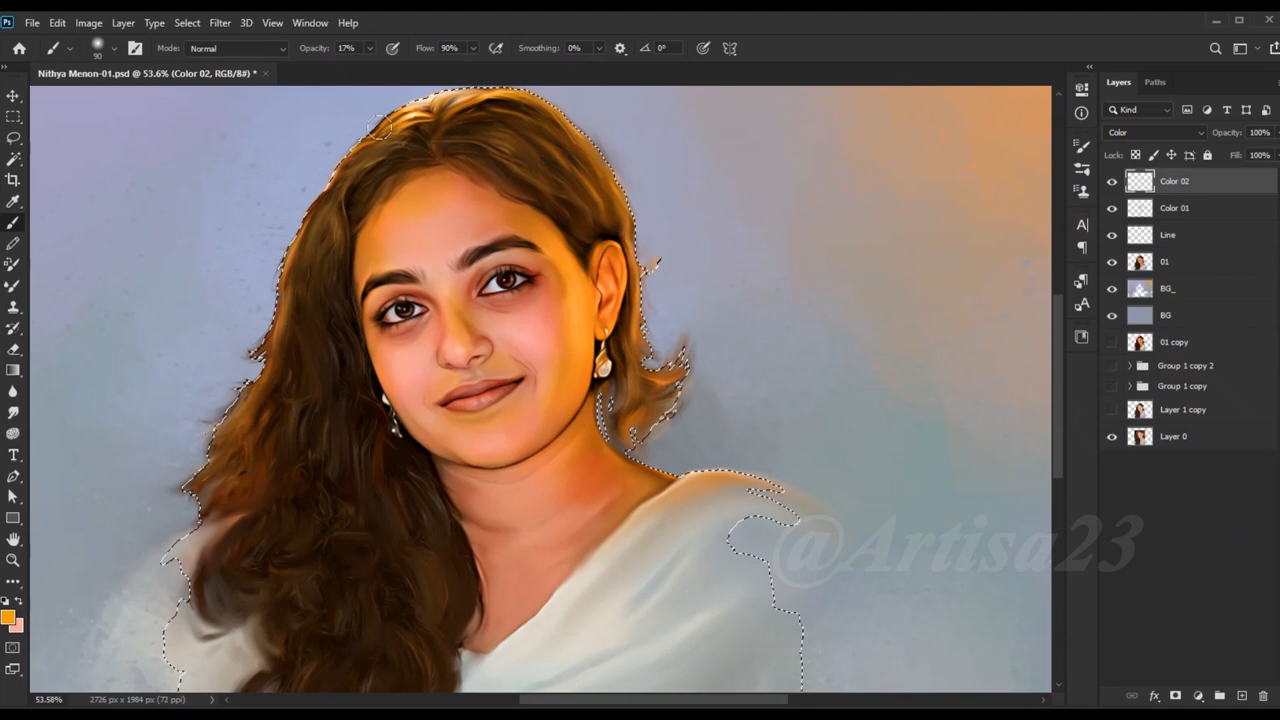 Ps File Edit Image Layer Type Select Filter 3D View Window Help
90 Mode: Normal Opacity: 17% Flow: 90% Smoothing: 0% 0°
Nithya Menon-01.psd @ 53.6% (Color 02, RGB/8#) * ×
Layers Paths
Kind
Color Opacity: 100%
Lock: Fill: 100%
Color 02
Color 01
Line
01
BG_
BG
01 copy
Group 1 copy 2
Group 1 copy
Layer 1 copy
Layer 0
@Artisa23
53.58% 2726 px x 1984 px (72 ppi)